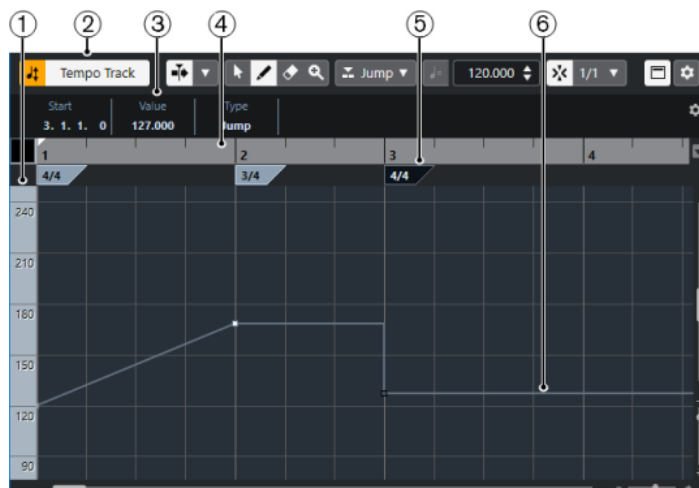 ① ② ③ ④ ⑤ ⑥
Tempo Track Jump 120.000 1/1
Start Value Type
3. 1. 1. 0 127.000 Jump
1 2 3 4
4/4 3/4 4/4
240
210
180
150
120
90